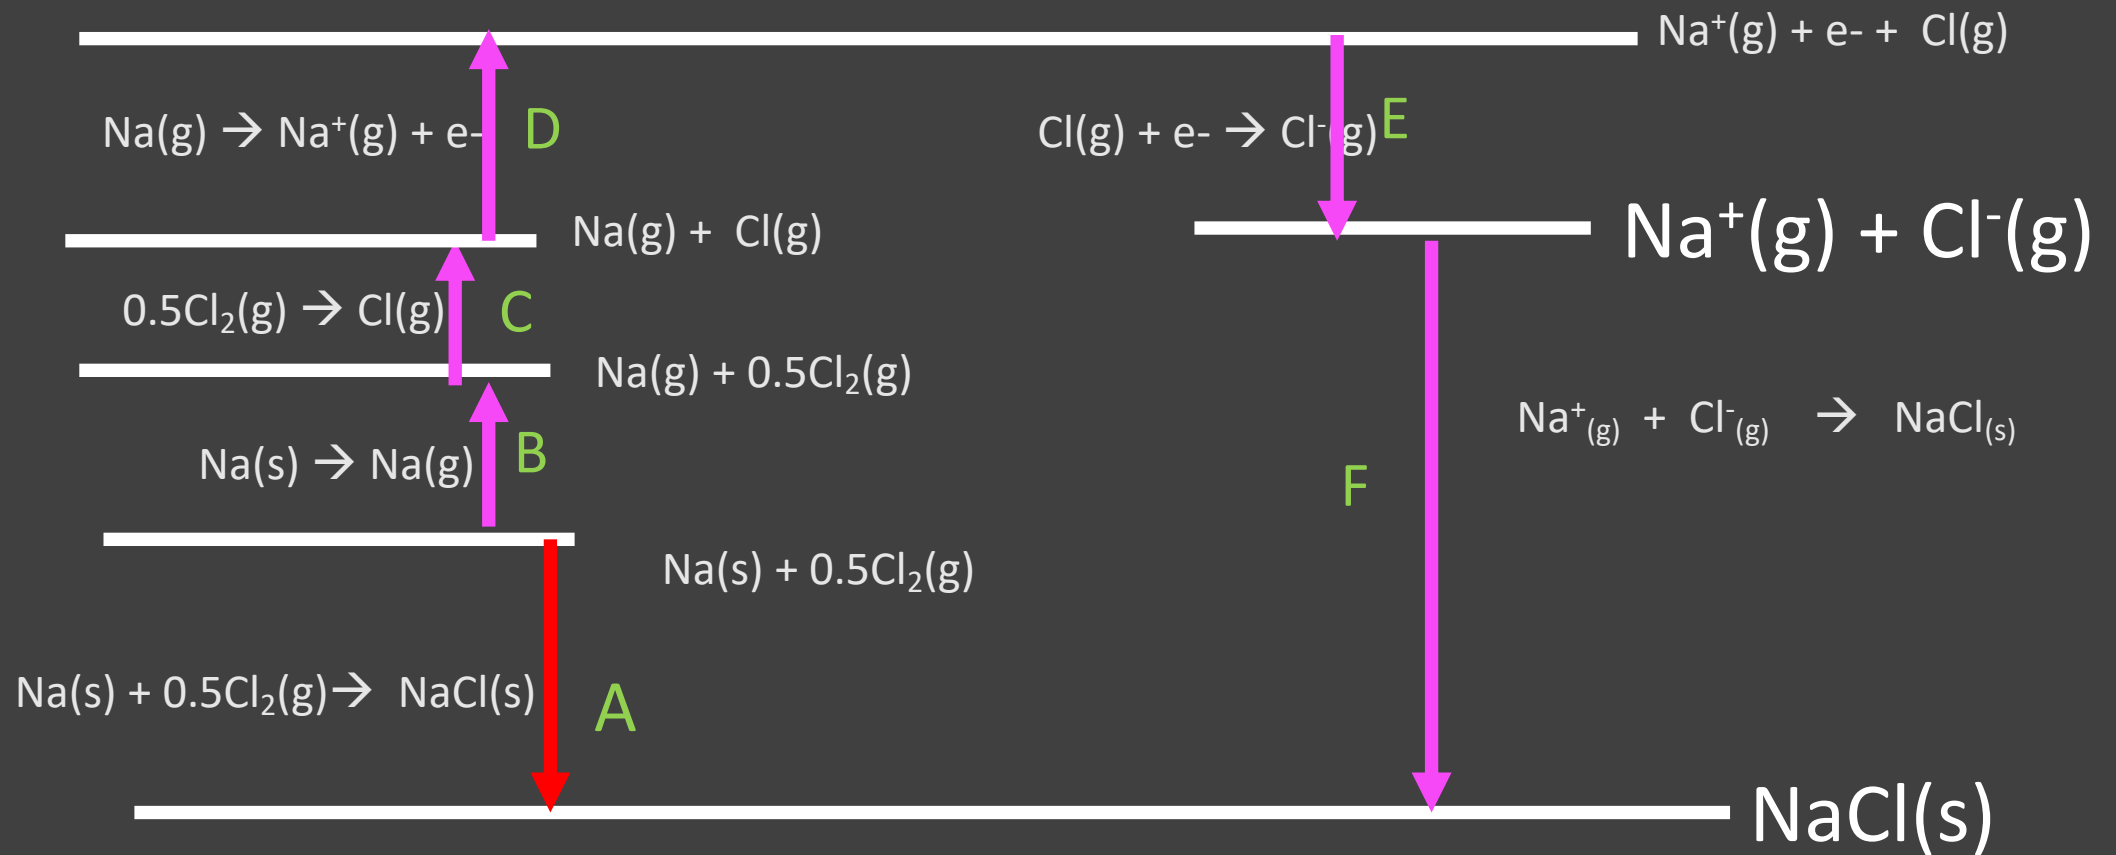 Na⁺(g) + e- + Cl(g)
Na(g) → Na⁺(g) + e-
D
Cl(g) + e- → Cl⁻(g)
E
Na(g) + Cl(g)
Na⁺(g) + Cl⁻(g)
0.5Cl₂(g) → Cl(g)
C
Na(g) + 0.5Cl₂(g)
Na⁺(g) + Cl⁻(g) → NaCl(s)
Na(s) → Na(g)
B
F
Na(s) + 0.5Cl₂(g)
Na(s) + 0.5Cl₂(g)→ NaCl(s)
A
NaCl(s)